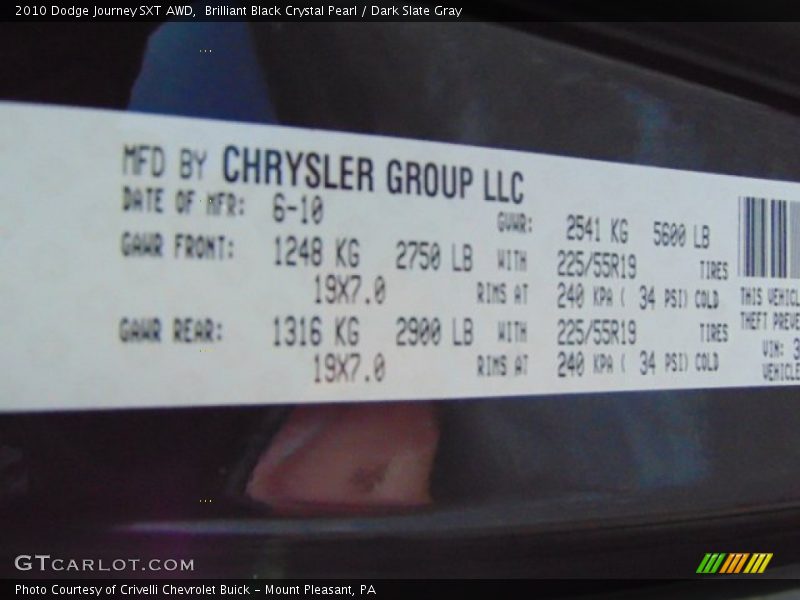 2010 Dodge Journey SXT AWD, Brilliant Black Crystal Pearl / Dark Slate Gray
MFD BY CHRYSLER GROUP LLC
DATE OF MFR: 6-10 GVWR: 2541 KG 5600 LB
GAWR FRONT: 1248 KG 2750 LB WITH 225/55R19 TIRES
19X7.0 RIMS AT 240 KPA ( 34 PSI) COLD
GAWR REAR: 1316 KG 2900 LB WITH 225/55R19 TIRES
19X7.0 RIMS AT 240 KPA ( 34 PSI) COLD
THIS VEHICL
THEFT PREVE
VIN: 3
VEHICLE
GTCARLOT.COM
Photo Courtesy of Crivelli Chevrolet Buick - Mount Pleasant, PA